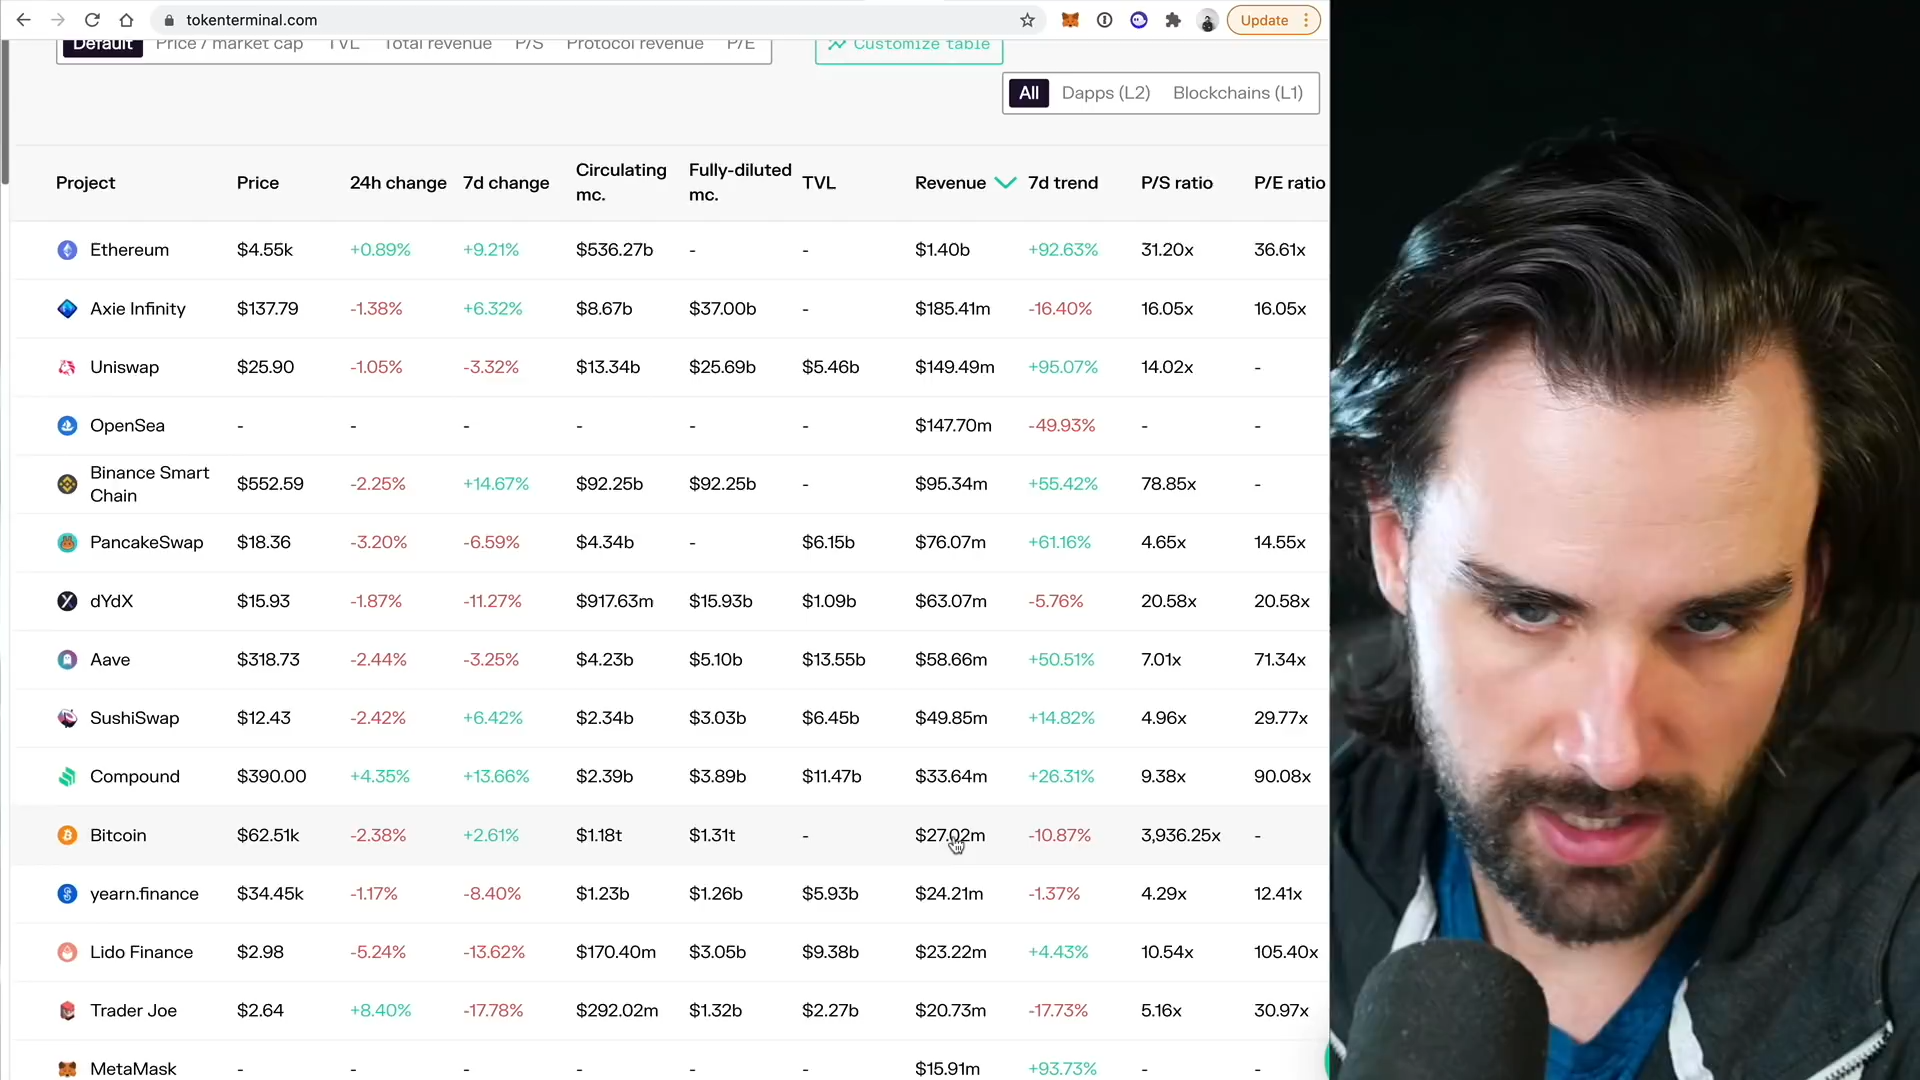 tokenterminal.com
Update
Default Price / market cap TVL Total revenue P/S Protocol revenue P/E
Customize table
All Dapps (L2) Blockchains (L1)
Project Price 24h change 7d change Circulating mc. Fully-diluted mc. TVL Revenue 7d trend P/S ratio P/E ratio
Ethereum $4.55k +0.89% +9.21% $536.27b - - $1.40b +92.63% 31.20x 36.61x
Axie Infinity $137.79 -1.38% +6.32% $8.67b $37.00b - $185.41m -16.40% 16.05x 16.05x
Uniswap $25.90 -1.05% -3.32% $13.34b $25.69b $5.46b $149.49m +95.07% 14.02x -
OpenSea - - - - - - $147.70m -49.93% - -
Binance Smart Chain $552.59 -2.25% +14.67% $92.25b $92.25b - $95.34m +55.42% 78.85x -
PancakeSwap $18.36 -3.20% -6.59% $4.34b - $6.15b $76.07m +61.16% 4.65x 14.55x
dYdX $15.93 -1.87% -11.27% $917.63m $15.93b $1.09b $63.07m -5.76% 20.58x 20.58x
Aave $318.73 -2.44% -3.25% $4.23b $5.10b $13.55b $58.66m +50.51% 7.01x 71.34x
SushiSwap $12.43 -2.42% +6.42% $2.34b $3.03b $6.45b $49.85m +14.82% 4.96x 29.77x
Compound $390.00 +4.35% +13.66% $2.39b $3.89b $11.47b $33.64m +26.31% 9.38x 90.08x
Bitcoin $62.51k -2.38% +2.61% $1.18t $1.31t - $27.02m -10.87% 3,936.25x -
yearn.finance $34.45k -1.17% -8.40% $1.23b $1.26b $5.93b $24.21m -1.37% 4.29x 12.41x
Lido Finance $2.98 -5.24% -13.62% $170.40m $3.05b $9.38b $23.22m +4.43% 10.54x 105.40x
Trader Joe $2.64 +8.40% -17.78% $292.02m $1.32b $2.27b $20.73m -17.73% 5.16x 30.97x
MetaMask - - - - - - $15.91m +93.73% - -